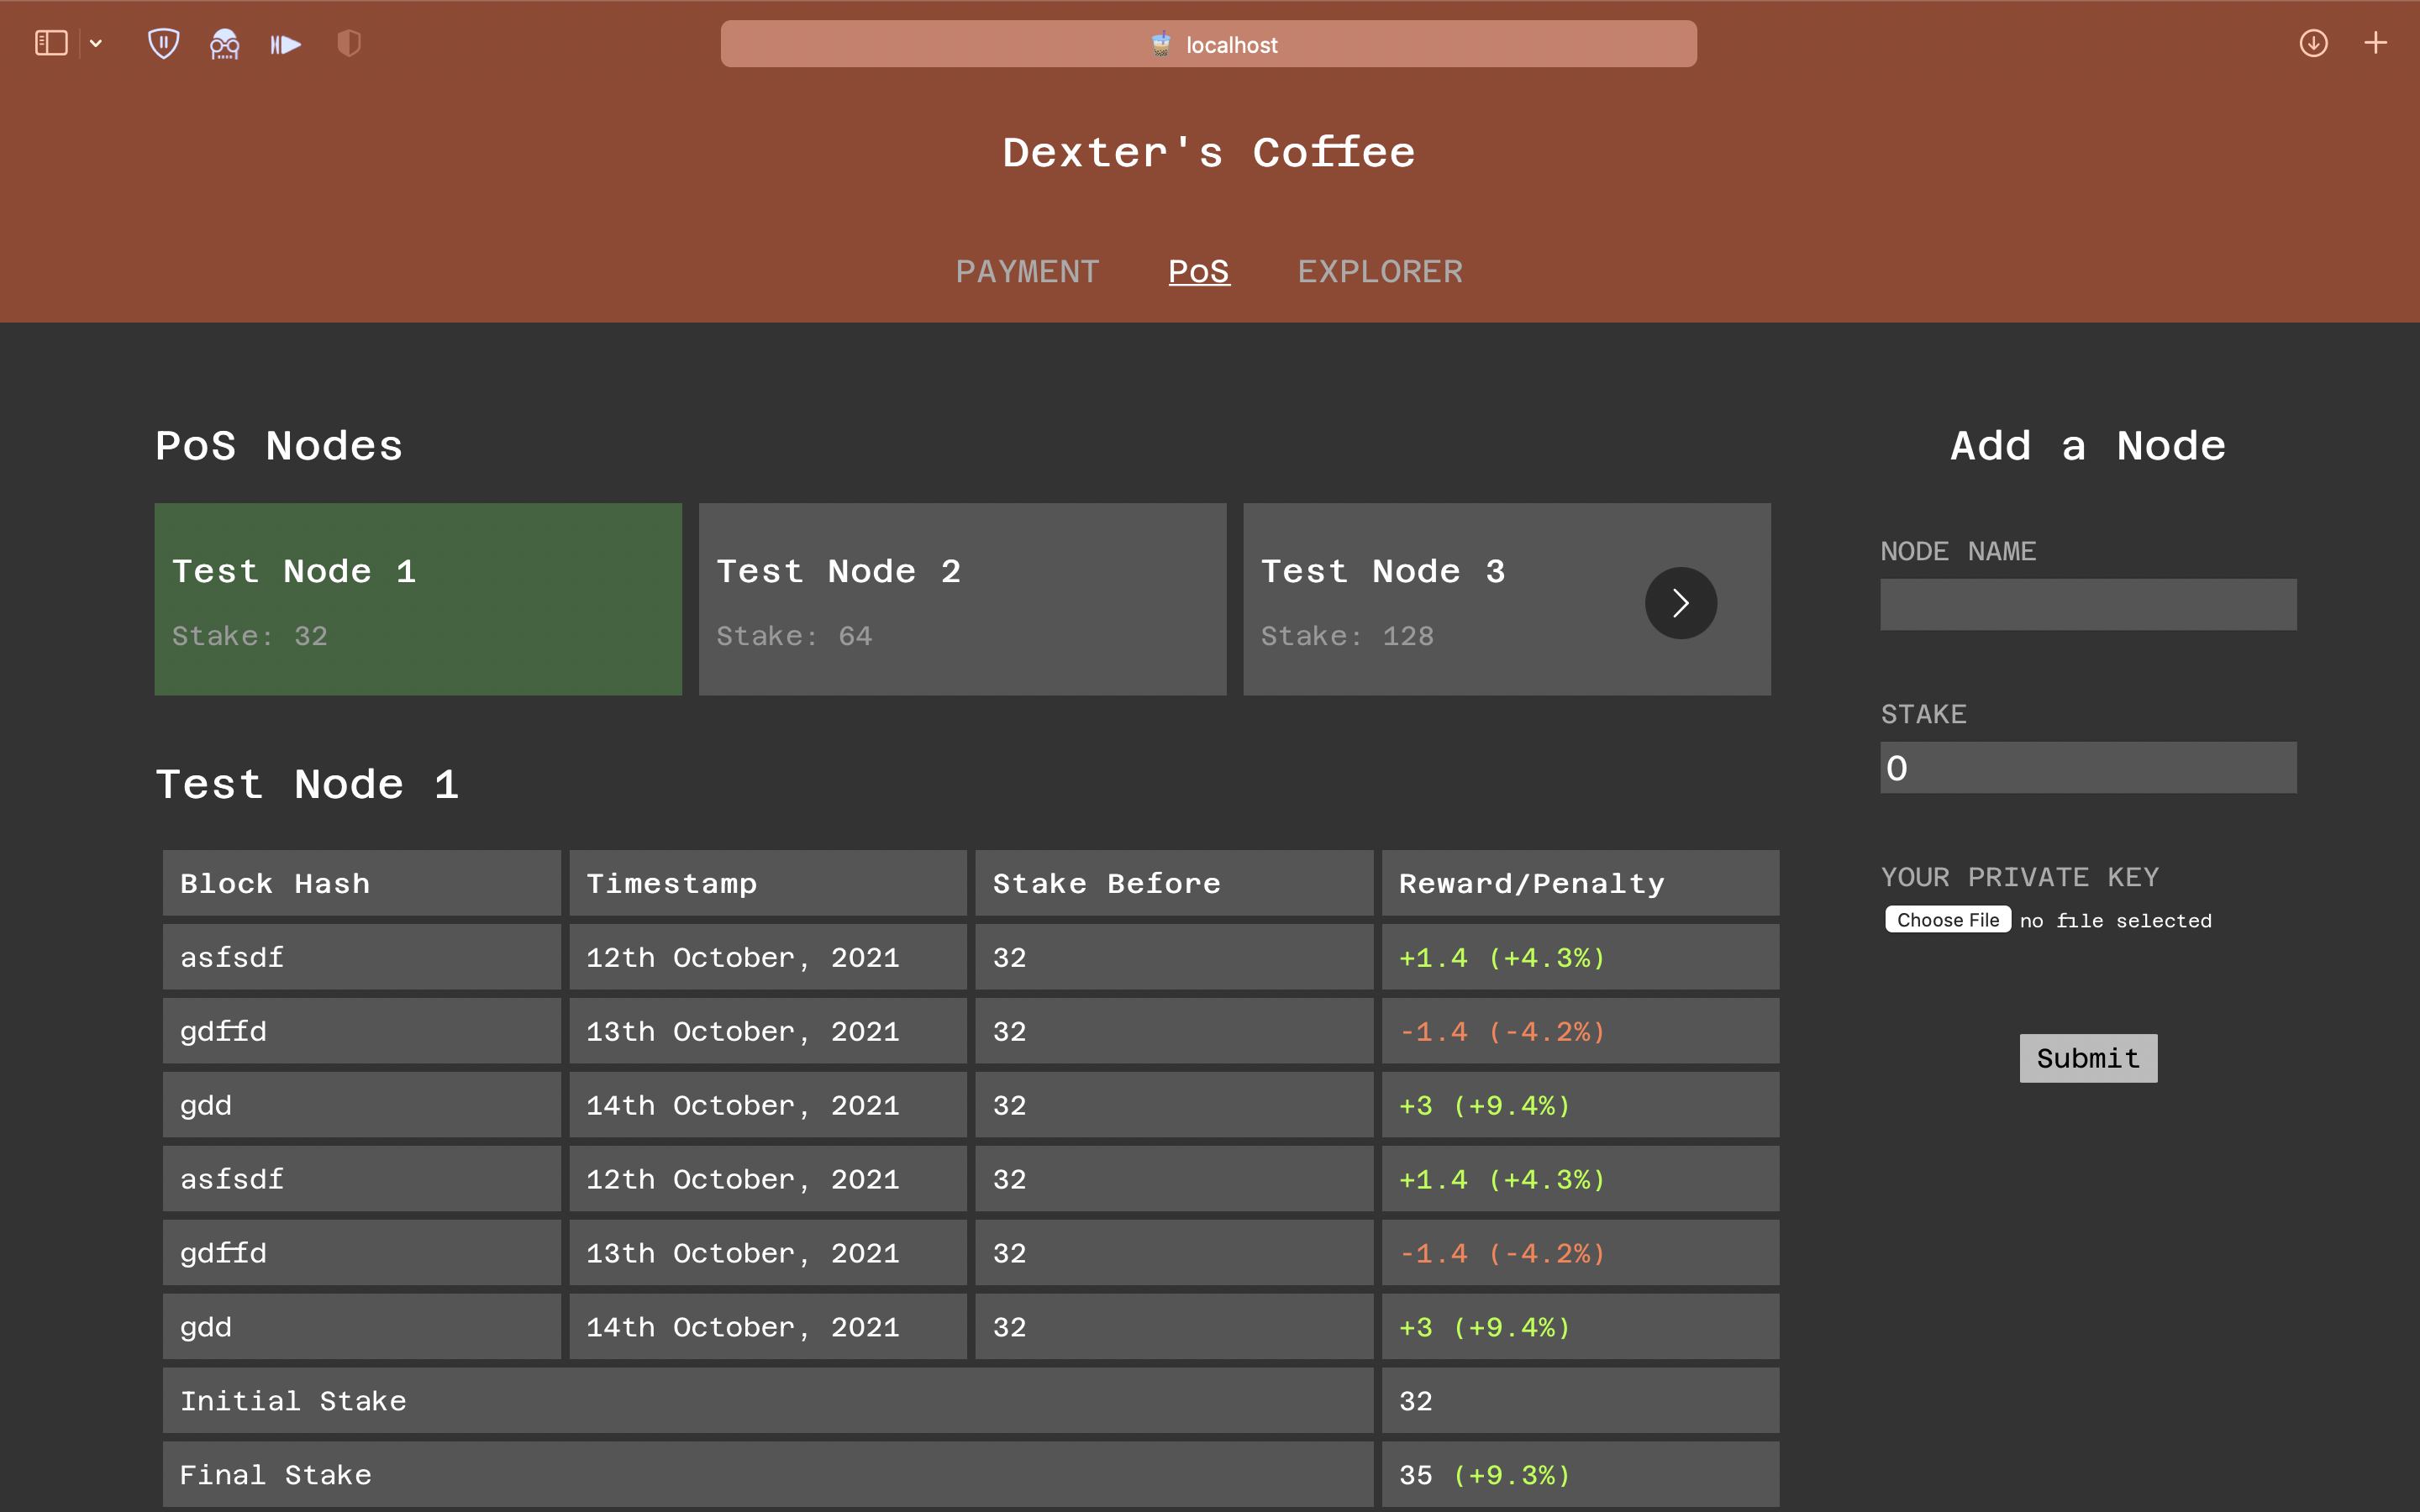 localhost
Dexter's Coffee
PAYMENT PoS EXPLORER
PoS Nodes
Test Node 1
Stake: 32
Test Node 2
Stake: 64
Test Node 3
Stake: 128
Test Node 1
Block Hash Timestamp Stake Before Reward/Penalty
asfsdf 12th October, 2021 32 +1.4 (+4.3%)
gdffd 13th October, 2021 32 -1.4 (-4.2%)
gdd 14th October, 2021 32 +3 (+9.4%)
asfsdf 12th October, 2021 32 +1.4 (+4.3%)
gdffd 13th October, 2021 32 -1.4 (-4.2%)
gdd 14th October, 2021 32 +3 (+9.4%)
Initial Stake 32
Final Stake 35 (+9.3%)
Add a Node
NODE NAME
STAKE
0
YOUR PRIVATE KEY
Choose File no file selected
Submit